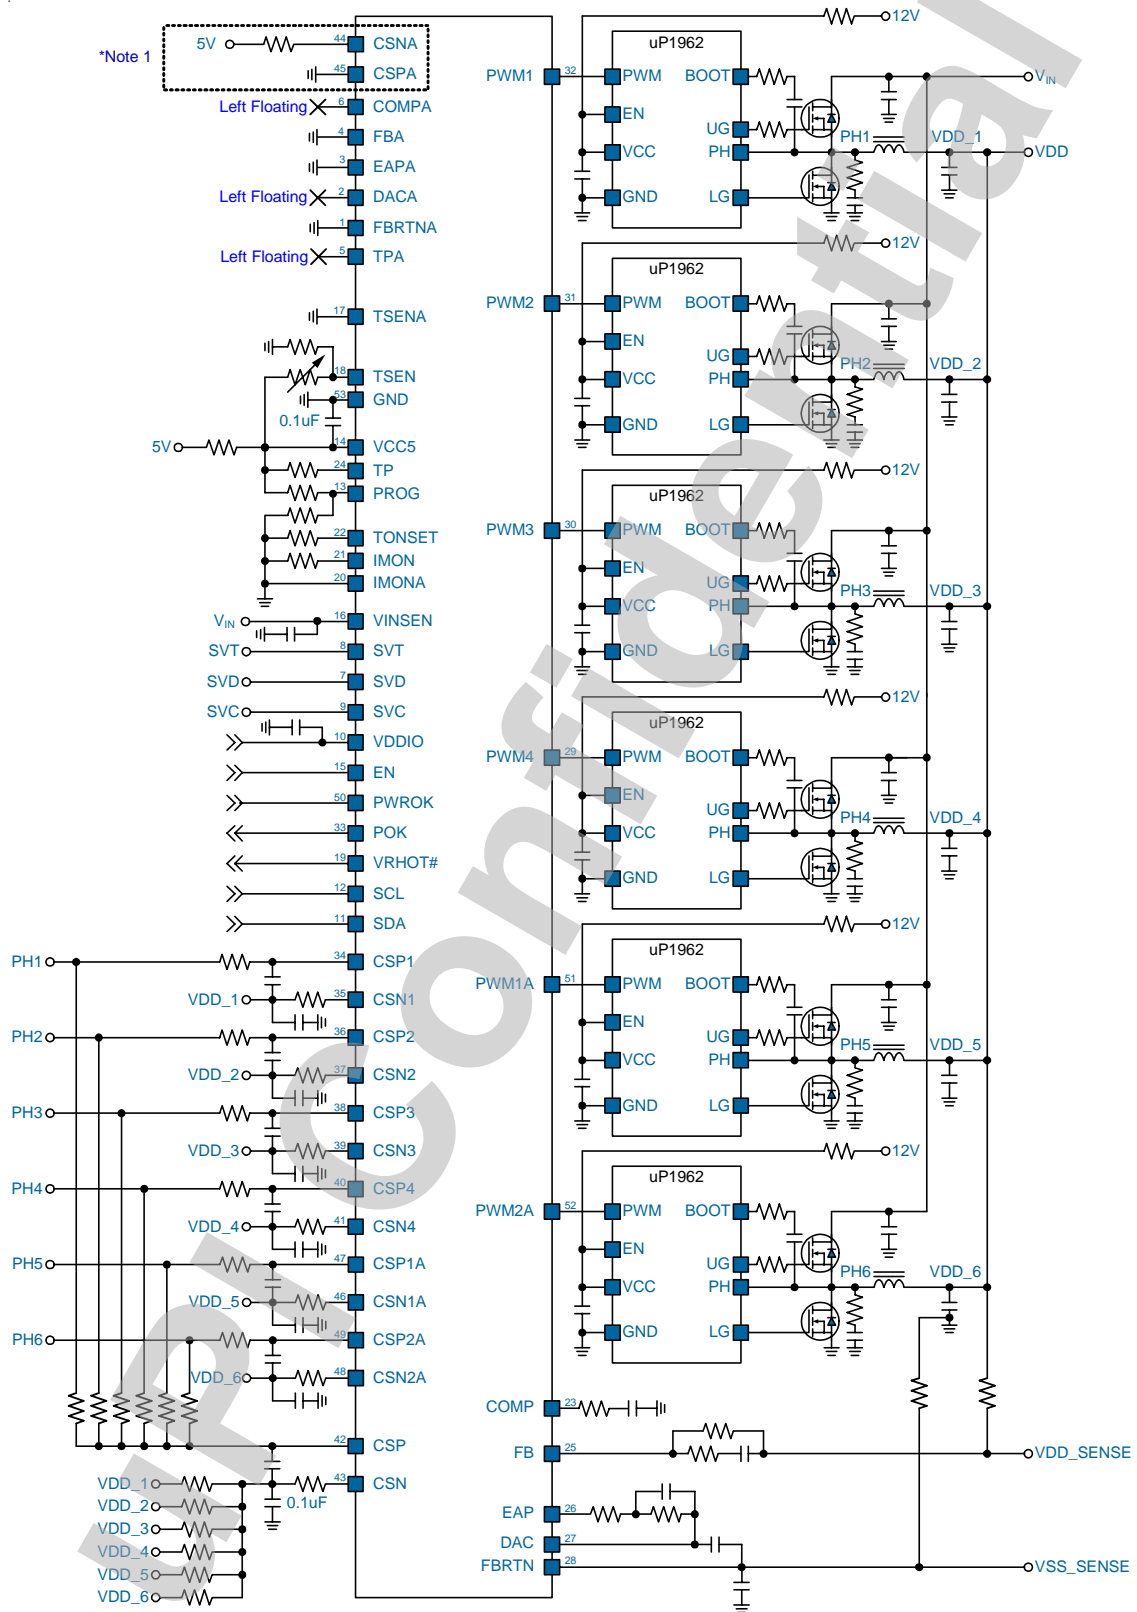 *Note 1
5V
44
CSNA
45
CSPA
Left Floating
6
COMPA
4
FBA
3
EAPA
Left Floating
2
DACA
1
FBRTNA
Left Floating
5
TPA
17
TSENA
18
TSEN
53
GND
0.1uF
5V
14
VCC5
24
TP
13
PROG
22
TONSET
21
IMON
20
IMONA
VIN
16
VINSEN
SVT
8
SVT
SVD
7
SVD
SVC
9
SVC
10
VDDIO
15
EN
50
PWROK
33
POK
19
VRHOT#
12
SCL
11
SDA
PH1
34
CSP1
VDD_1
35
CSN1
PH2
36
CSP2
VDD_2
37
CSN2
PH3
38
CSP3
VDD_3
39
CSN3
PH4
40
CSP4
VDD_4
41
CSN4
PH5
47
CSP1A
VDD_5
46
CSN1A
PH6
49
CSP2A
VDD_6
48
CSN2A
42
CSP
43
CSN
0.1uF
VDD_1
VDD_2
VDD_3
VDD_4
VDD_5
VDD_6
12V
uP1962
PWM1
32
PWM
BOOT
VIN
EN
UG
VCC
PH
PH1
VDD_1
VDD
GND
LG
12V
uP1962
PWM2
31
PWM
BOOT
EN
UG
VCC
PH
PH2
VDD_2
GND
LG
12V
uP1962
PWM3
30
PWM
BOOT
EN
UG
VCC
PH
PH3
VDD_3
GND
LG
12V
uP1962
PWM4
29
PWM
BOOT
EN
UG
VCC
PH
PH4
VDD_4
GND
LG
12V
uP1962
PWM1A
51
PWM
BOOT
EN
UG
VCC
PH
PH5
VDD_5
GND
LG
12V
uP1962
PWM2A
52
PWM
BOOT
EN
UG
VCC
PH
PH6
VDD_6
GND
LG
COMP
23
FB
25
VDD_SENSE
EAP
26
DAC
27
FBRTN
28
VSS_SENSE
uPI Confidential